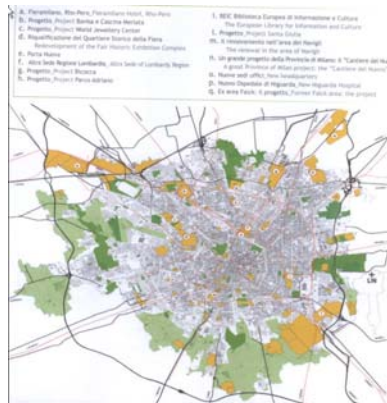 a. Fieramilano, Rho-Pero, Fieramilano Hotel, Rho-Pero
b. Progetto, Project Bonba e Cascina Merlata
c. Progetto, Project World Jewellery Center
d. Riqualificazione del Quartiere Storico della Fiera
Redevelopment of the Fair Historic Exhibition Complex
e. Porta Nuova
f. Altra Sede Regione Lombardia, Altra Sede of Lombardy Region
g. Progetto, Project Bicocca
h. Progetto, Project Parco Adriano
i. BEIC Biblioteca Europea di Informazione e Cultura
The European Library for Information and Culture
l. Progetto, Project Santa Giulia
m. Il rinnovamento nell'area dei Navigli
The renewal in the area of Navigli
n. Un grande progetto della Provincia di Milano: il "Cantiere del
A great Province of Milan project: the "Cantiere del Nuovo
o. Nuove sedi uffici, New headquarters
p. Nuovo Ospedale di Niguarda, New Niguarda Hospital
q. Ex area Falck: il progetto, Former Falck area: the project
LIN